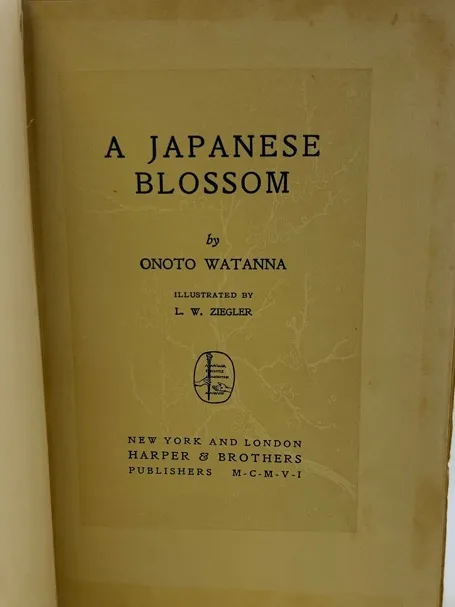 A JAPANESE
BLOSSOM
by
ONOTO WATANNA
ILLUSTRATED BY
L. W. ZIEGLER
NEW YORK AND LONDON
HARPER & BROTHERS
PUBLISHERS M-C-M-V-I